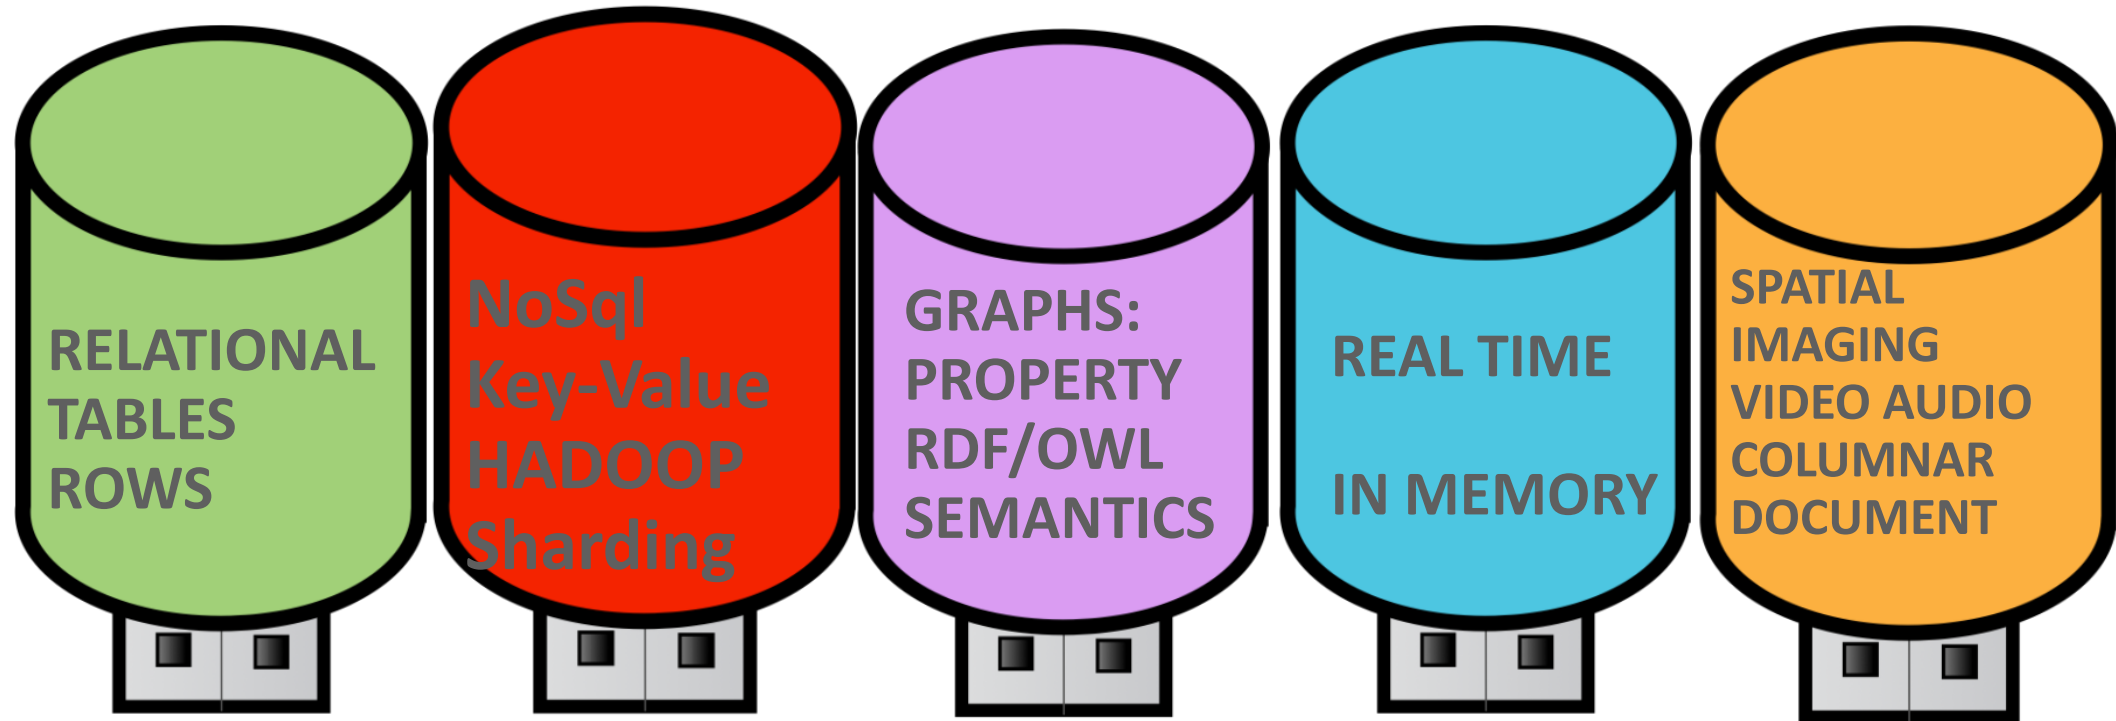 RELATIONAL
TABLES
ROWS
NoSql
Key-Value
HADOOP
Sharding
GRAPHS:
PROPERTY
RDF/OWL
SEMANTICS
REAL TIME
IN MEMORY
SPATIAL
IMAGING
VIDEO AUDIO
COLUMNAR
DOCUMENT